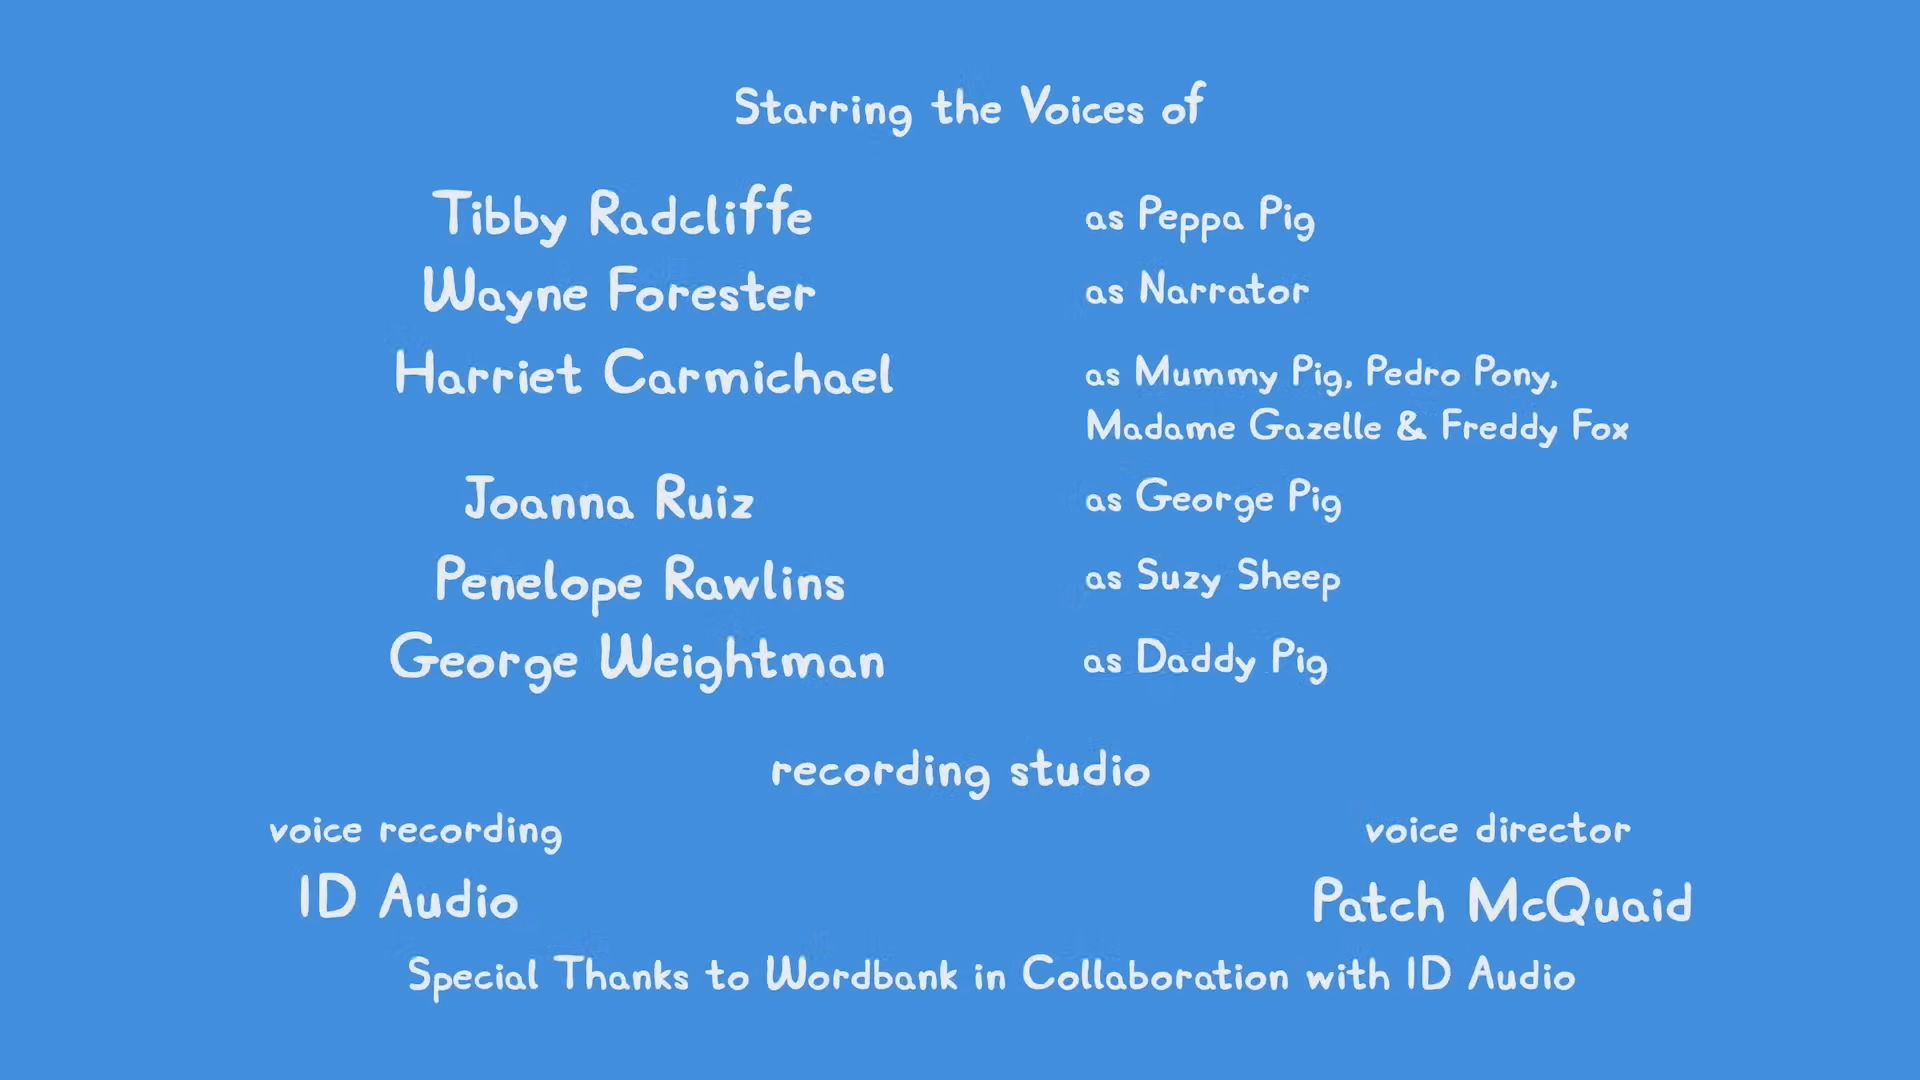 Starring the Voices of
Tibby Radcliffe as Peppa Pig
Wayne Forester as Narrator
Harriet Carmichael as Mummy Pig, Pedro Pony,
Madame Gazelle & Freddy Fox
Joanna Ruiz as George Pig
Penelope Rawlins as Suzy Sheep
George Weightman as Daddy Pig
recording studio
voice recording voice director
ID Audio Patch McQuaid
Special Thanks to Wordbank in Collaboration with ID Audio